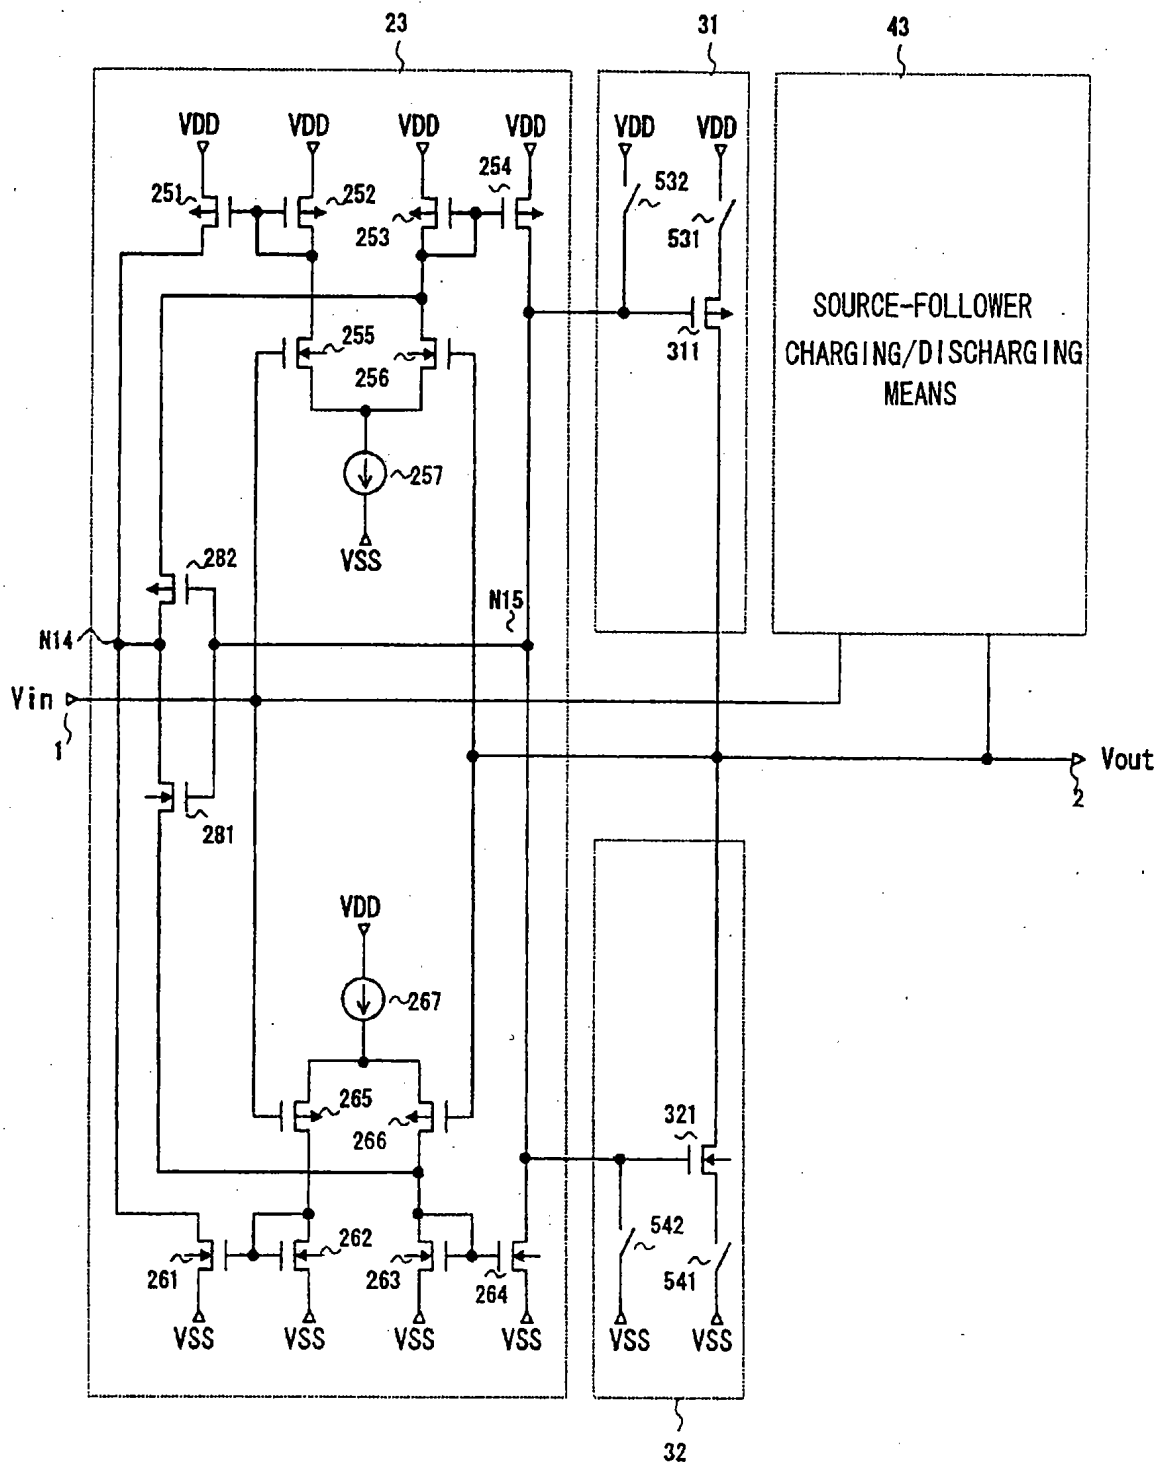 23 31 43
VDD VDD VDD VDD VDD VDD
251 252 253 254 532 531
255 256 311
SOURCE-FOLLOWER
CHARGING/DISCHARGING
MEANS
257
VSS
282
N15
N14
Vin
1
Vout
2
281
VDD
267
265 266 321
261 262 263 264 542 541
VSS VSS VSS VSS VSS VSS
32